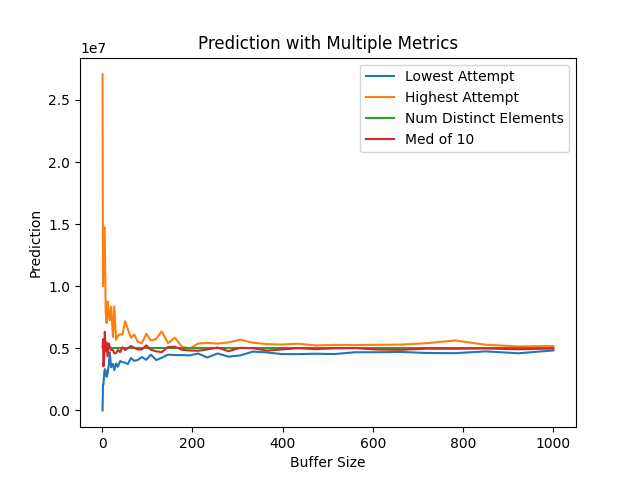 Prediction with Multiple Metrics
1e7
Lowest Attempt
Highest Attempt
Num Distinct Elements
Med of 10
2.5
2.0
1.5
1.0
0.5
0.0
Prediction
0 200 400 600 800 1000
Buffer Size